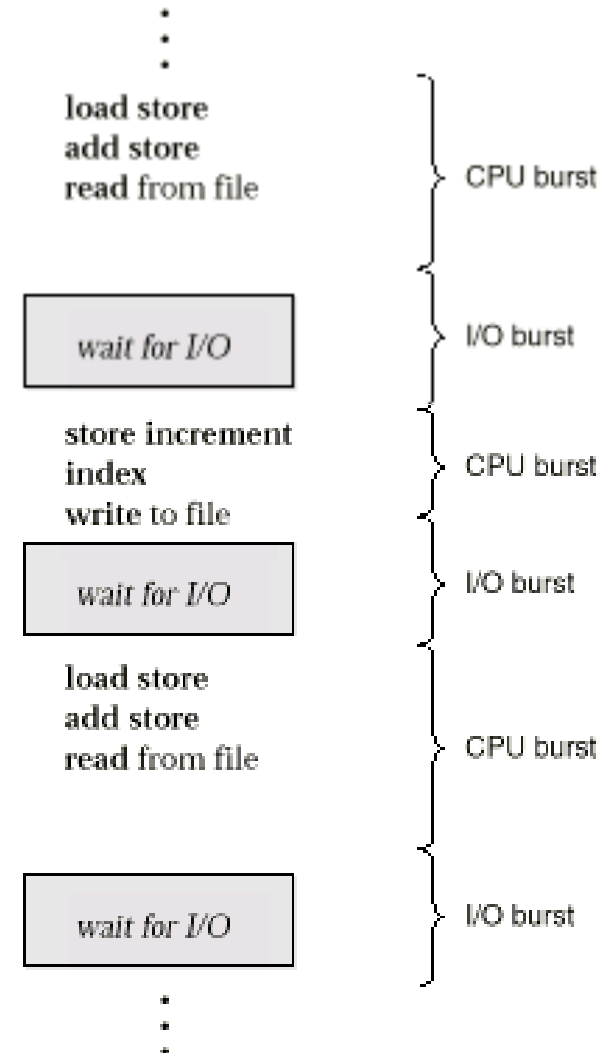 load store
add store
read from file
CPU burst
wait for I/O
I/O burst
store increment
index
write to file
CPU burst
wait for I/O
I/O burst
load store
add store
read from file
CPU burst
wait for I/O
I/O burst